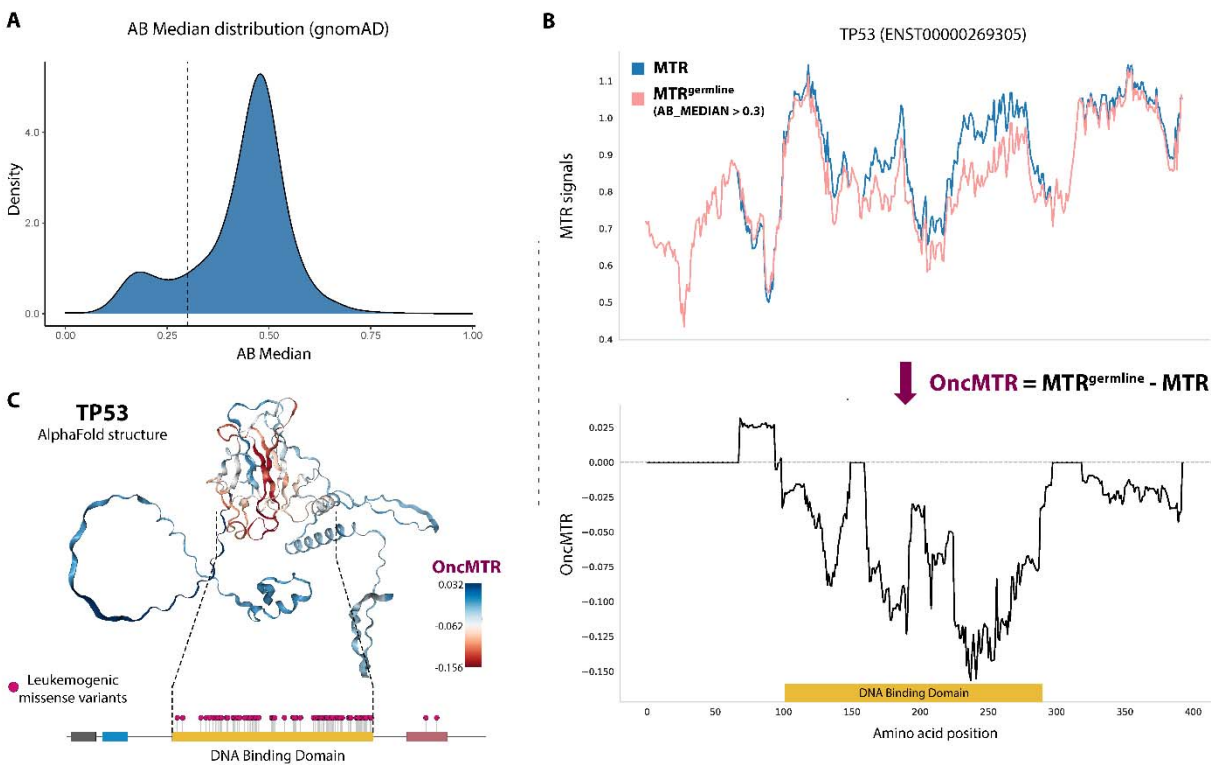 A
AB Median distribution (gnomAD)
Density
4.0
2.0
0.0
0.00
0.25
0.50
0.75
1.00
AB Median
B
TP53 (ENST00000269305)
MTR
MTRgermline
(AB_MEDIAN > 0.3)
MTR signals
1.1
1.0
0.9
0.8
0.7
0.6
0.5
0.4
OncMTR = MTRgermline - MTR
OncMTR
0.025
0.000
−0.025
−0.050
−0.075
−0.100
−0.125
−0.150
DNA Binding Domain
0
50
100
150
200
250
300
350
400
Amino acid position
C
TP53
AlphaFold structure
OncMTR
0.032
-0.062
-0.156
Leukemogenic
missense variants
DNA Binding Domain